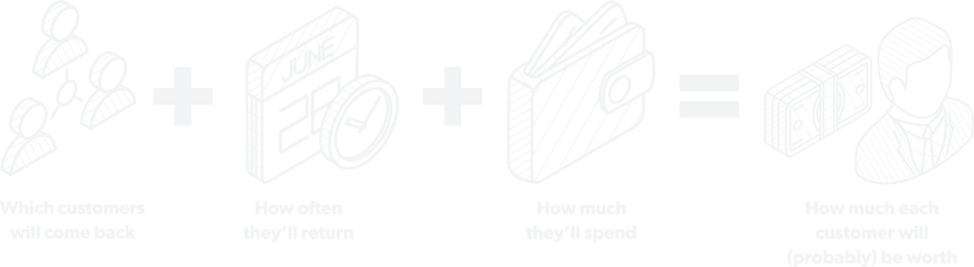 JUNE
25
Which customers
will come back
How often
they'll return
How much
they'll spend
How much each
customer will
(probably) be worth